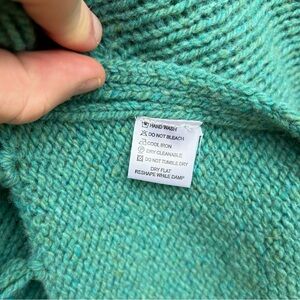 HAND WASH
DO NOT BLEACH
COOL IRON
DRY CLEANABLE
DO NOT TUMBLE DRY
DRY FLAT
RESHAPE WHILE DAMP